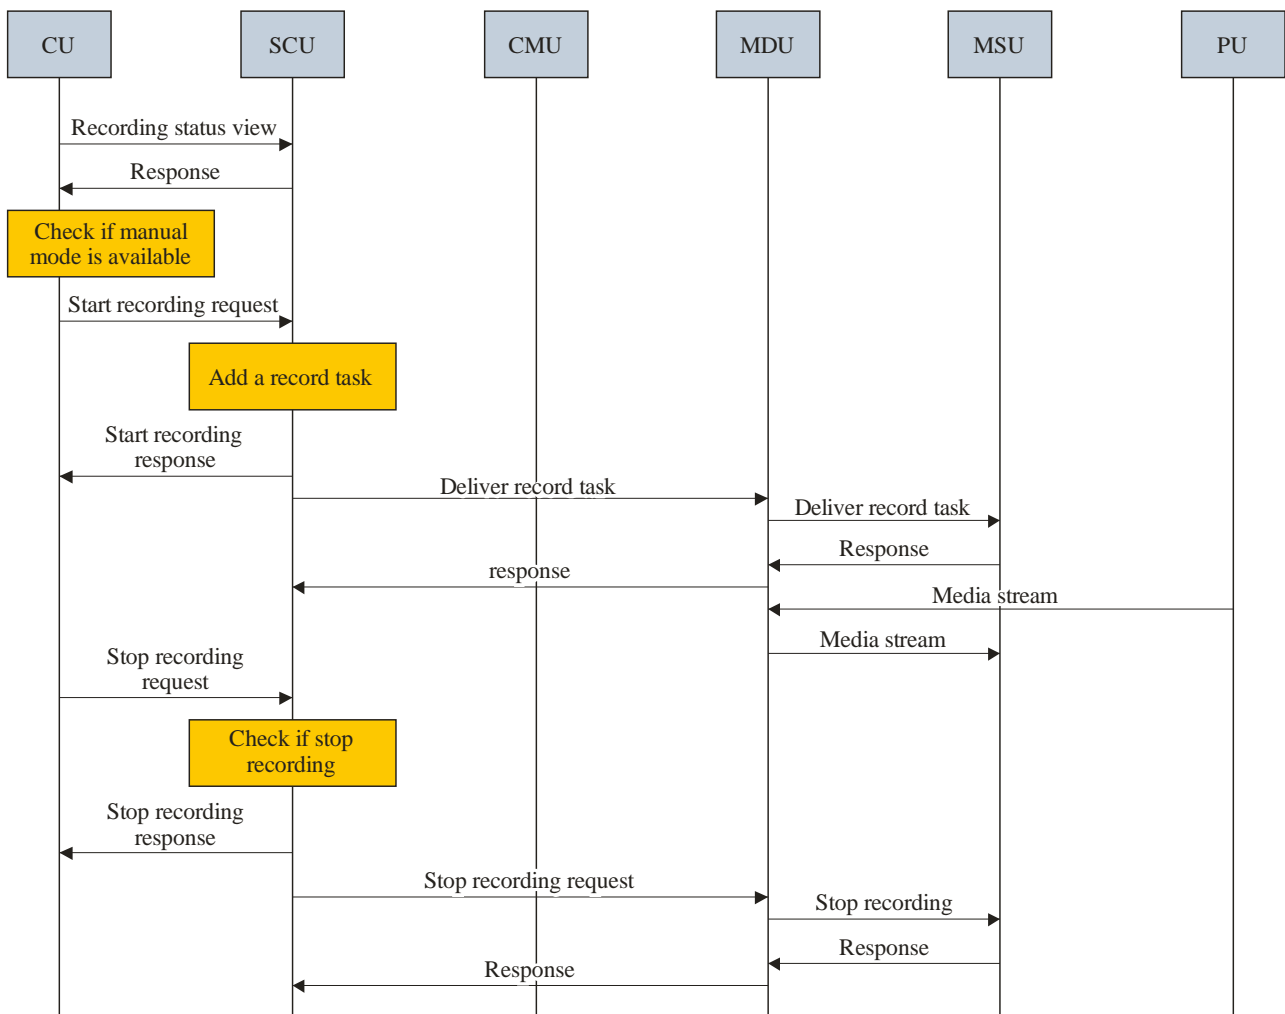 CU
SCU
CMU
MDU
MSU
PU
Recording status view
Response
Check if manual
mode is available
Start recording request
Add a record task
Start recording
response
Deliver record task
Deliver record task
Response
response
Media stream
Media stream
Stop recording
request
Check if stop
recording
Stop recording
response
Stop recording request
Stop recording
Response
Response